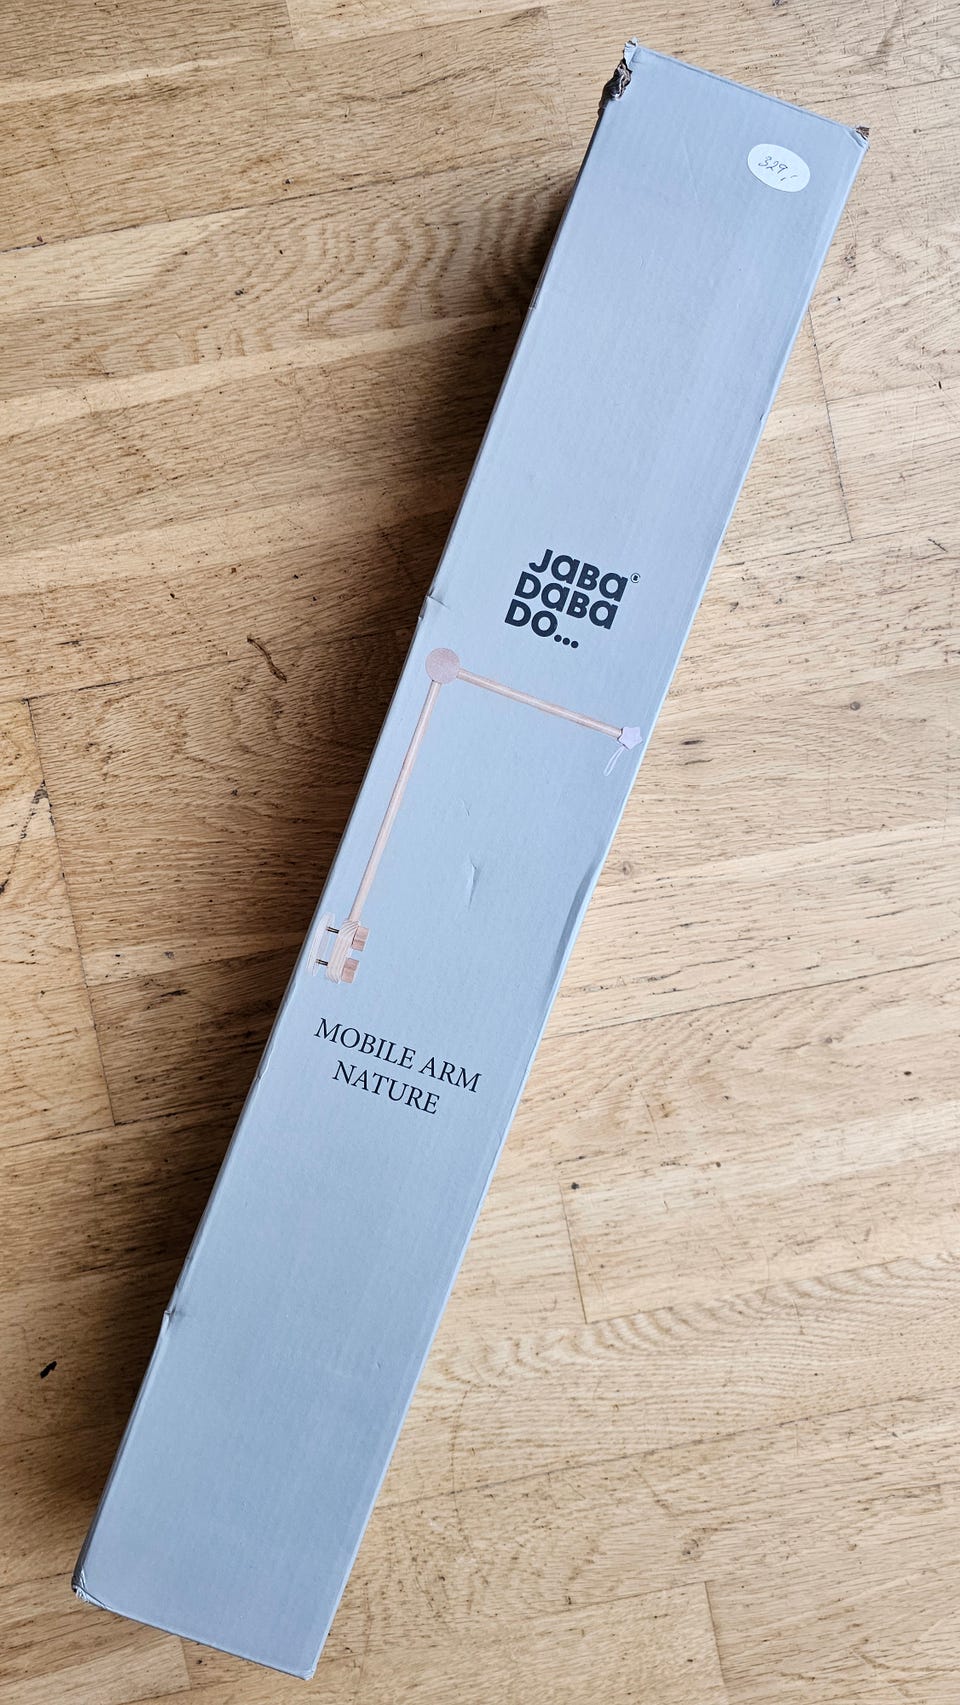 329,-
JaBa®
DaBa
DO...
MOBILE ARM
NATURE